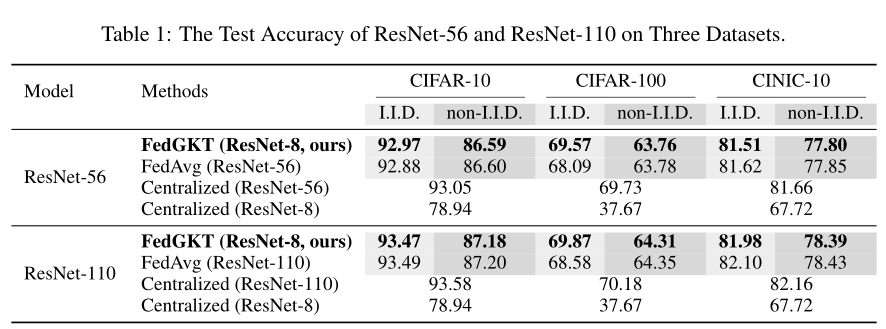 Table 1: The Test Accuracy of ResNet-56 and ResNet-110 on Three Datasets.
Model Methods CIFAR-10 CIFAR-100 CINIC-10
I.I.D. non-I.I.D. I.I.D. non-I.I.D. I.I.D. non-I.I.D.
ResNet-56
FedGKT (ResNet-8, ours) 92.97 86.59 69.57 63.76 81.51 77.80
FedAvg (ResNet-56) 92.88 86.60 68.09 63.78 81.62 77.85
Centralized (ResNet-56) 93.05 69.73 81.66
Centralized (ResNet-8) 78.94 37.67 67.72
ResNet-110
FedGKT (ResNet-8, ours) 93.47 87.18 69.87 64.31 81.98 78.39
FedAvg (ResNet-110) 93.49 87.20 68.58 64.35 82.10 78.43
Centralized (ResNet-110) 93.58 70.18 82.16
Centralized (ResNet-8) 78.94 37.67 67.72